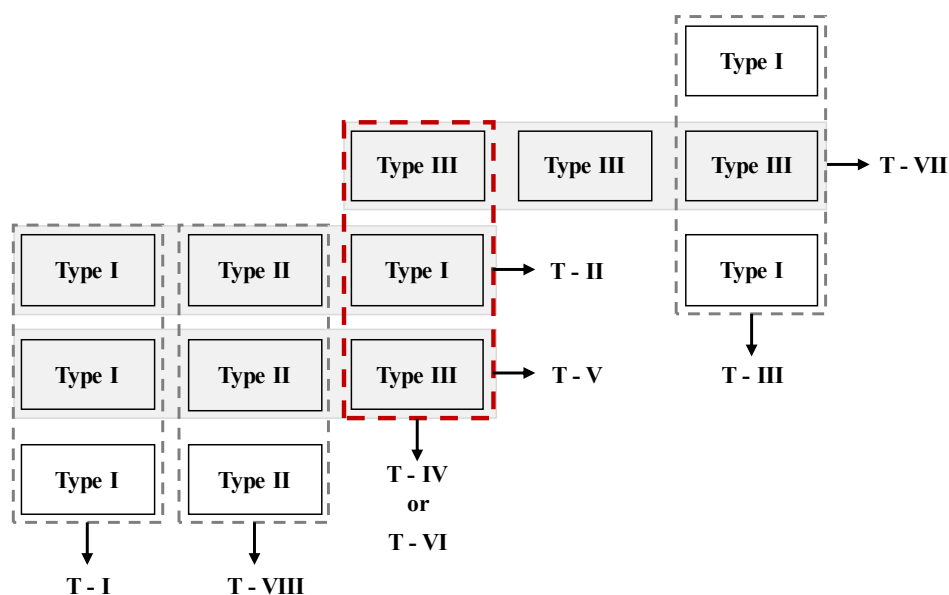 Type I
Type III Type III Type III T - VII
Type I Type II Type I T - II Type I
Type I Type II Type III T - V T - III
Type I Type II T - IV
or
T - VI
T - I T - VIII